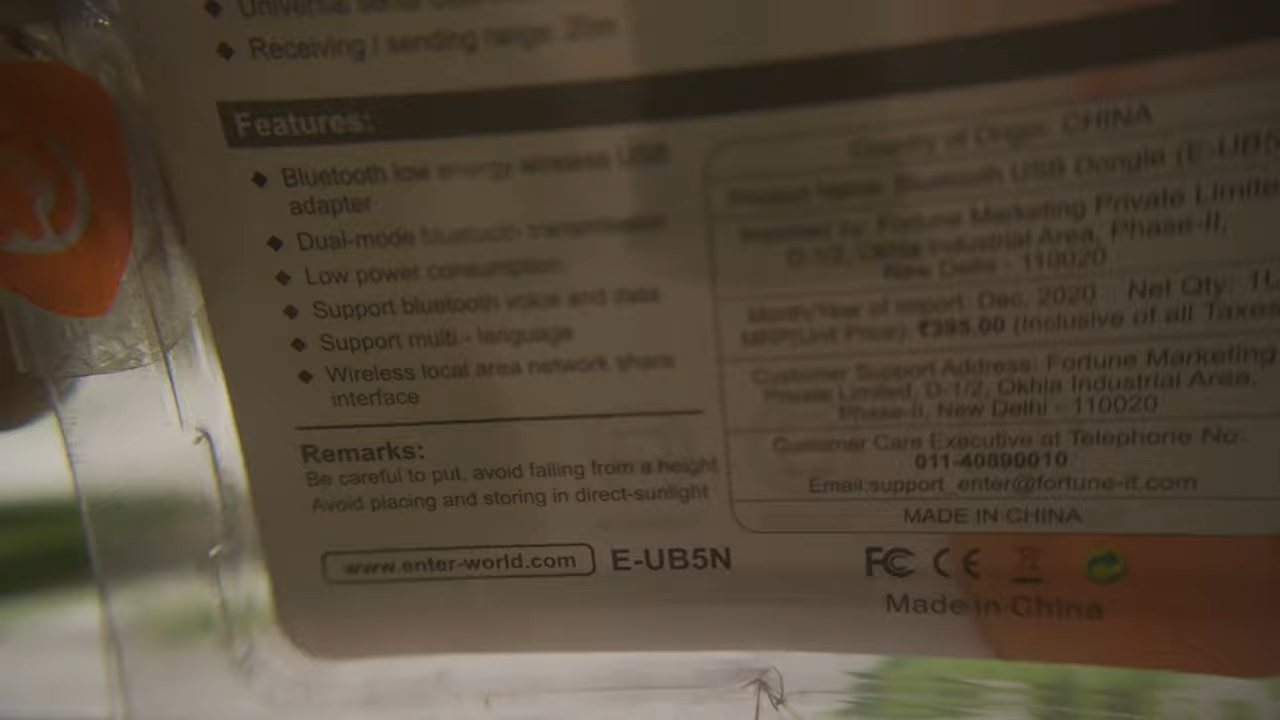 Receiving / sending range: 20m
Features:
Bluetooth low energy wireless USB
adapter
Dual-mode bluetooth
Low power consumption
Support bluetooth voice and data
Support multi - language
Wireless local area network share
interface
Remarks:
Be careful to put, avoid falling from a height
Avoid placing and storing in direct-sunlight
www.enter-world.com
E-UB5N
Country of Origin: CHINA
Product Name: Bluetooth USB Dongle (E-UB5
Imported by: Fortune Marketing Private Limite
D-1/2, Okhla Industrial Area, Phase-II,
New Delhi - 110020
Month/Year of Import: Dec. 2020 Net Qty: 1U
MRP(Unit Price): ₹395.00 (Inclusive of all Taxes
Customer Support Address: Fortune Marketing
Private Limited, D-1/2, Okhla Industrial Area,
Phase-II, New Delhi - 110020
Customer Care Executive at Telephone No:
011-40890010
Email:support_enter@fortune-it.com
MADE IN CHINA
FC CE
Made in China